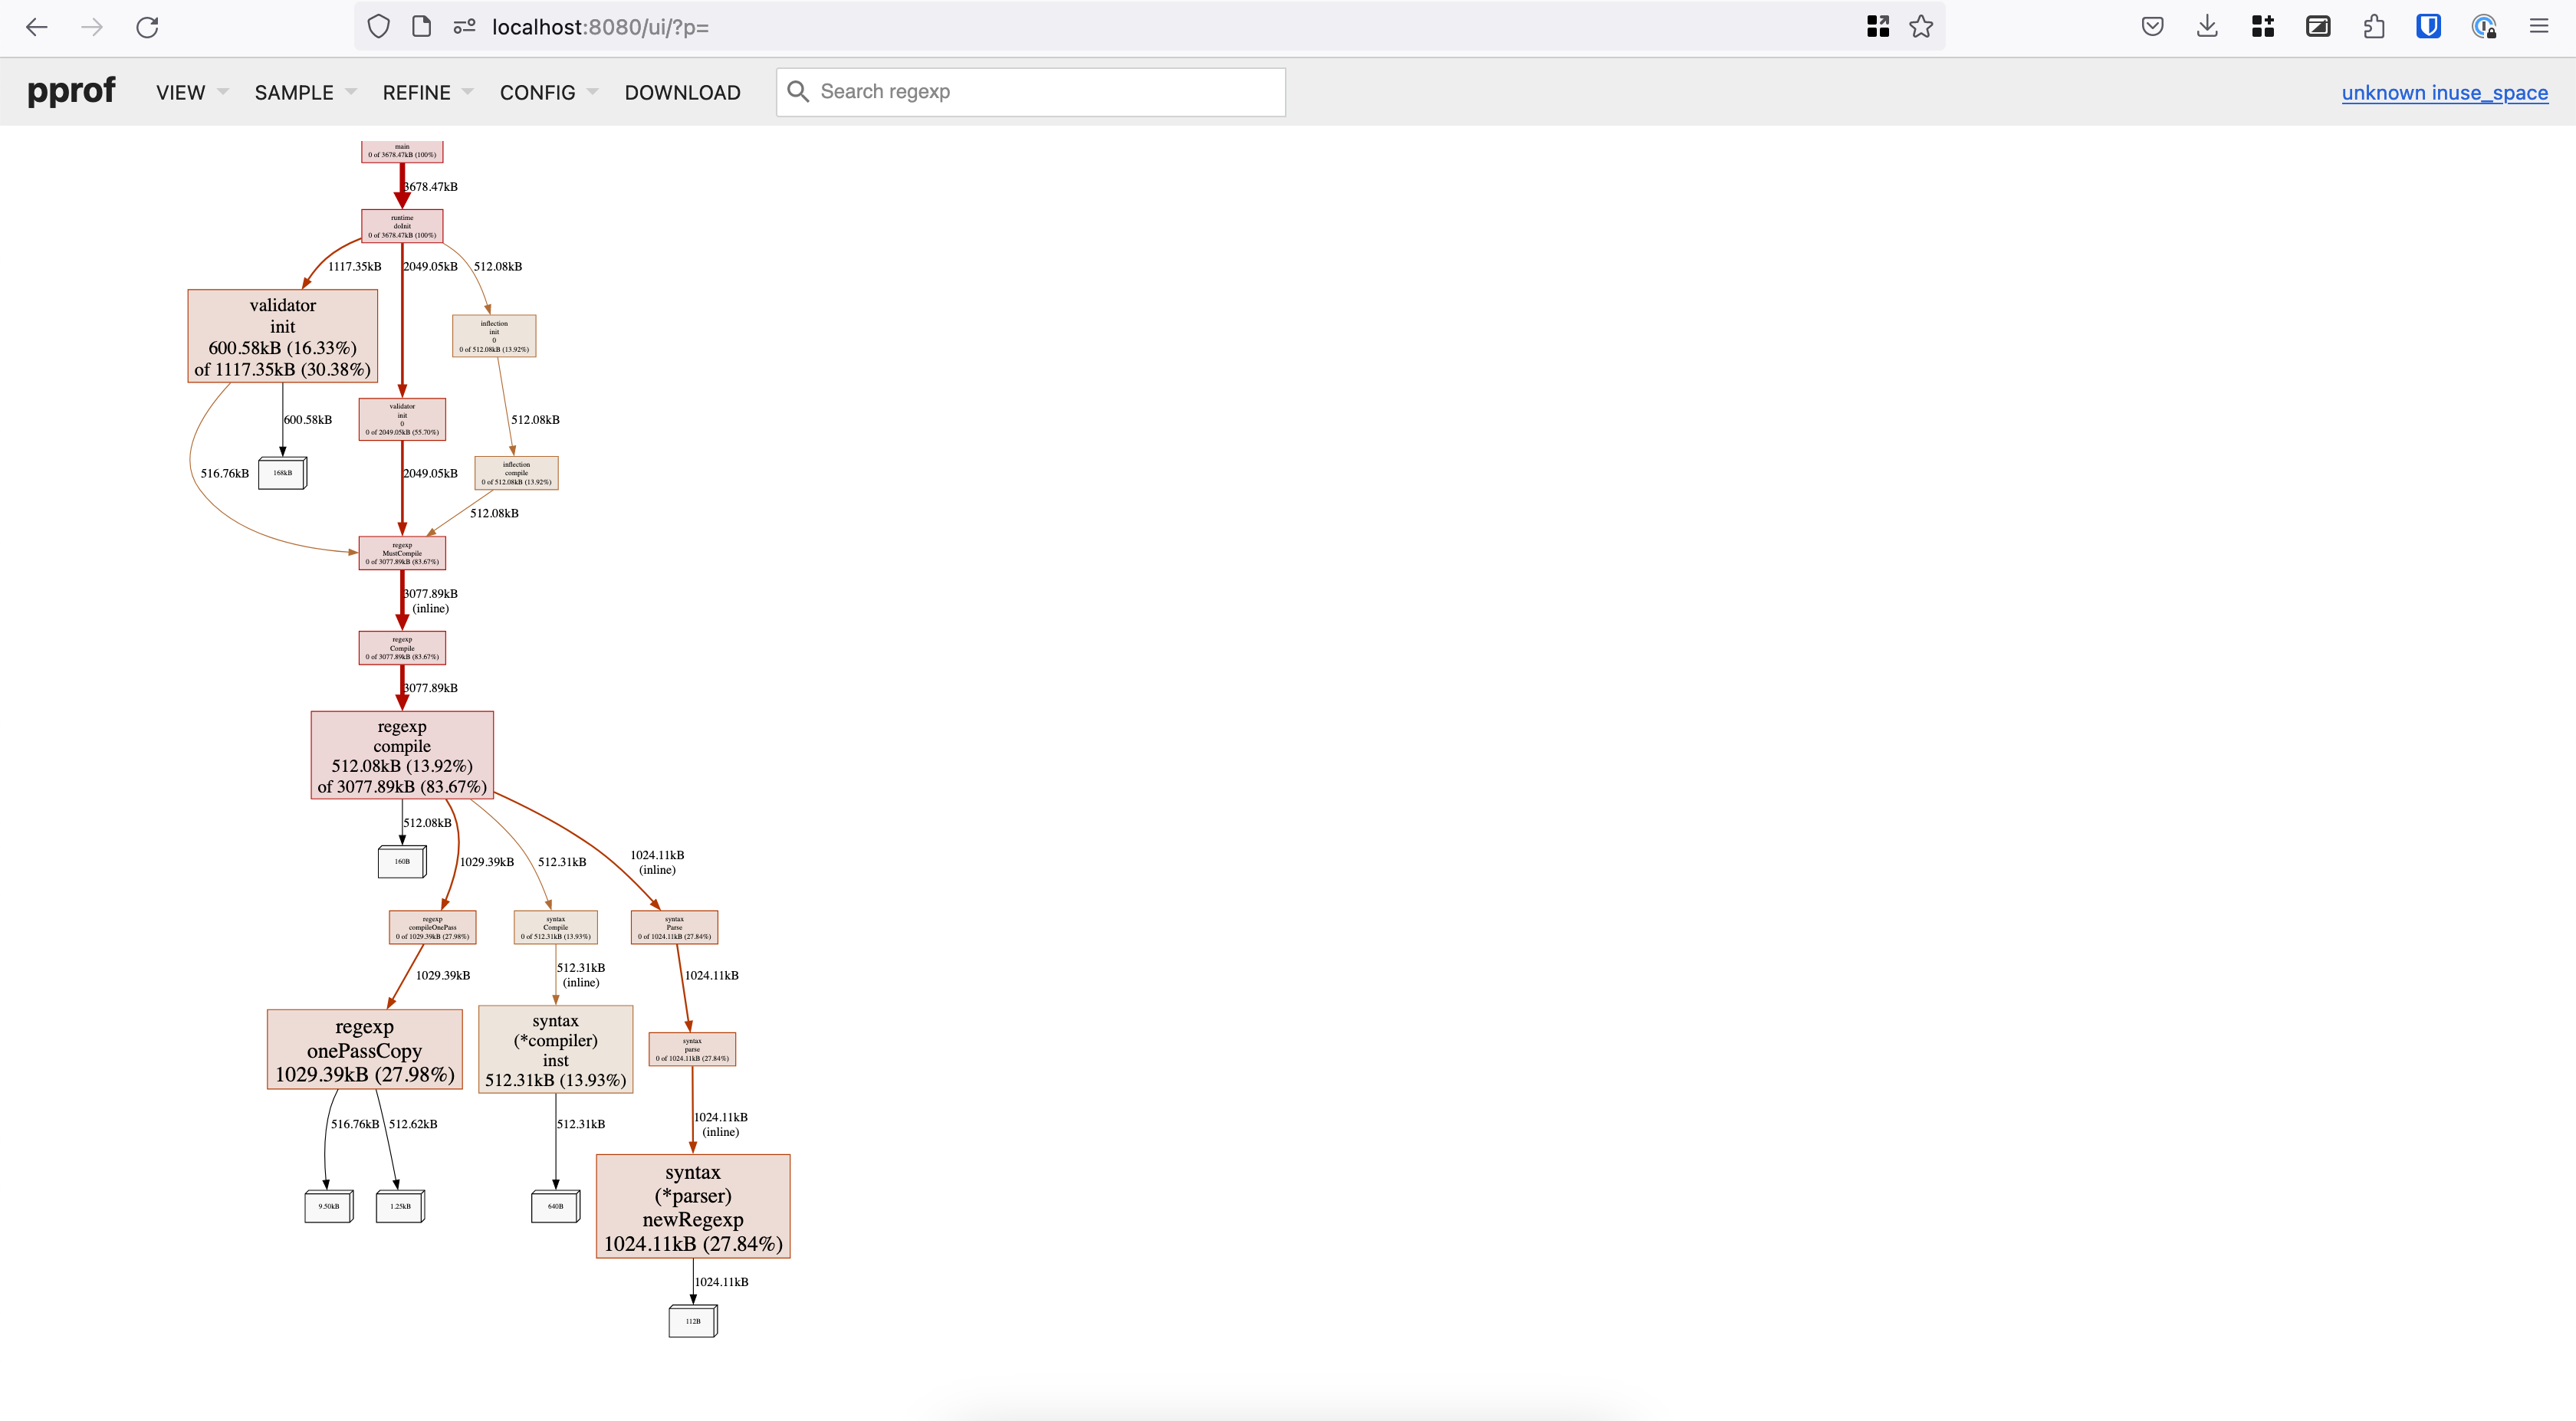 localhost:8080/ui/?p=
pprof
VIEW
SAMPLE
REFINE
CONFIG
DOWNLOAD
Search regexp
unknown inuse_space
main
0 of 3678.47kB (100%)
3678.47kB
runtime
doInit
0 of 3678.47kB (100%)
1117.35kB
2049.05kB
512.08kB
validator
init
600.58kB (16.33%)
of 1117.35kB (30.38%)
inflection
init
0
0 of 512.08kB (13.92%)
600.58kB
validator
init
0
0 of 2049.05kB (55.70%)
512.08kB
516.76kB
168kB
2049.05kB
inflection
compile
0 of 512.08kB (13.92%)
512.08kB
regexp
MustCompile
0 of 3077.89kB (83.67%)
3077.89kB
(inline)
regexp
Compile
0 of 3077.89kB (83.67%)
3077.89kB
regexp
compile
512.08kB (13.92%)
of 3077.89kB (83.67%)
512.08kB
160B
1029.39kB
512.31kB
1024.11kB
(inline)
regexp
compileOnePass
0 of 1029.39kB (27.98%)
syntax
Compile
0 of 512.31kB (13.93%)
syntax
Parse
0 of 1024.11kB (27.84%)
1029.39kB
512.31kB
(inline)
1024.11kB
regexp
onePassCopy
1029.39kB (27.98%)
syntax
(*compiler)
inst
512.31kB (13.93%)
syntax
parse
0 of 1024.11kB (27.84%)
516.76kB
512.62kB
512.31kB
1024.11kB
(inline)
9.50kB
1.25kB
640B
syntax
(*parser)
newRegexp
1024.11kB (27.84%)
1024.11kB
112B